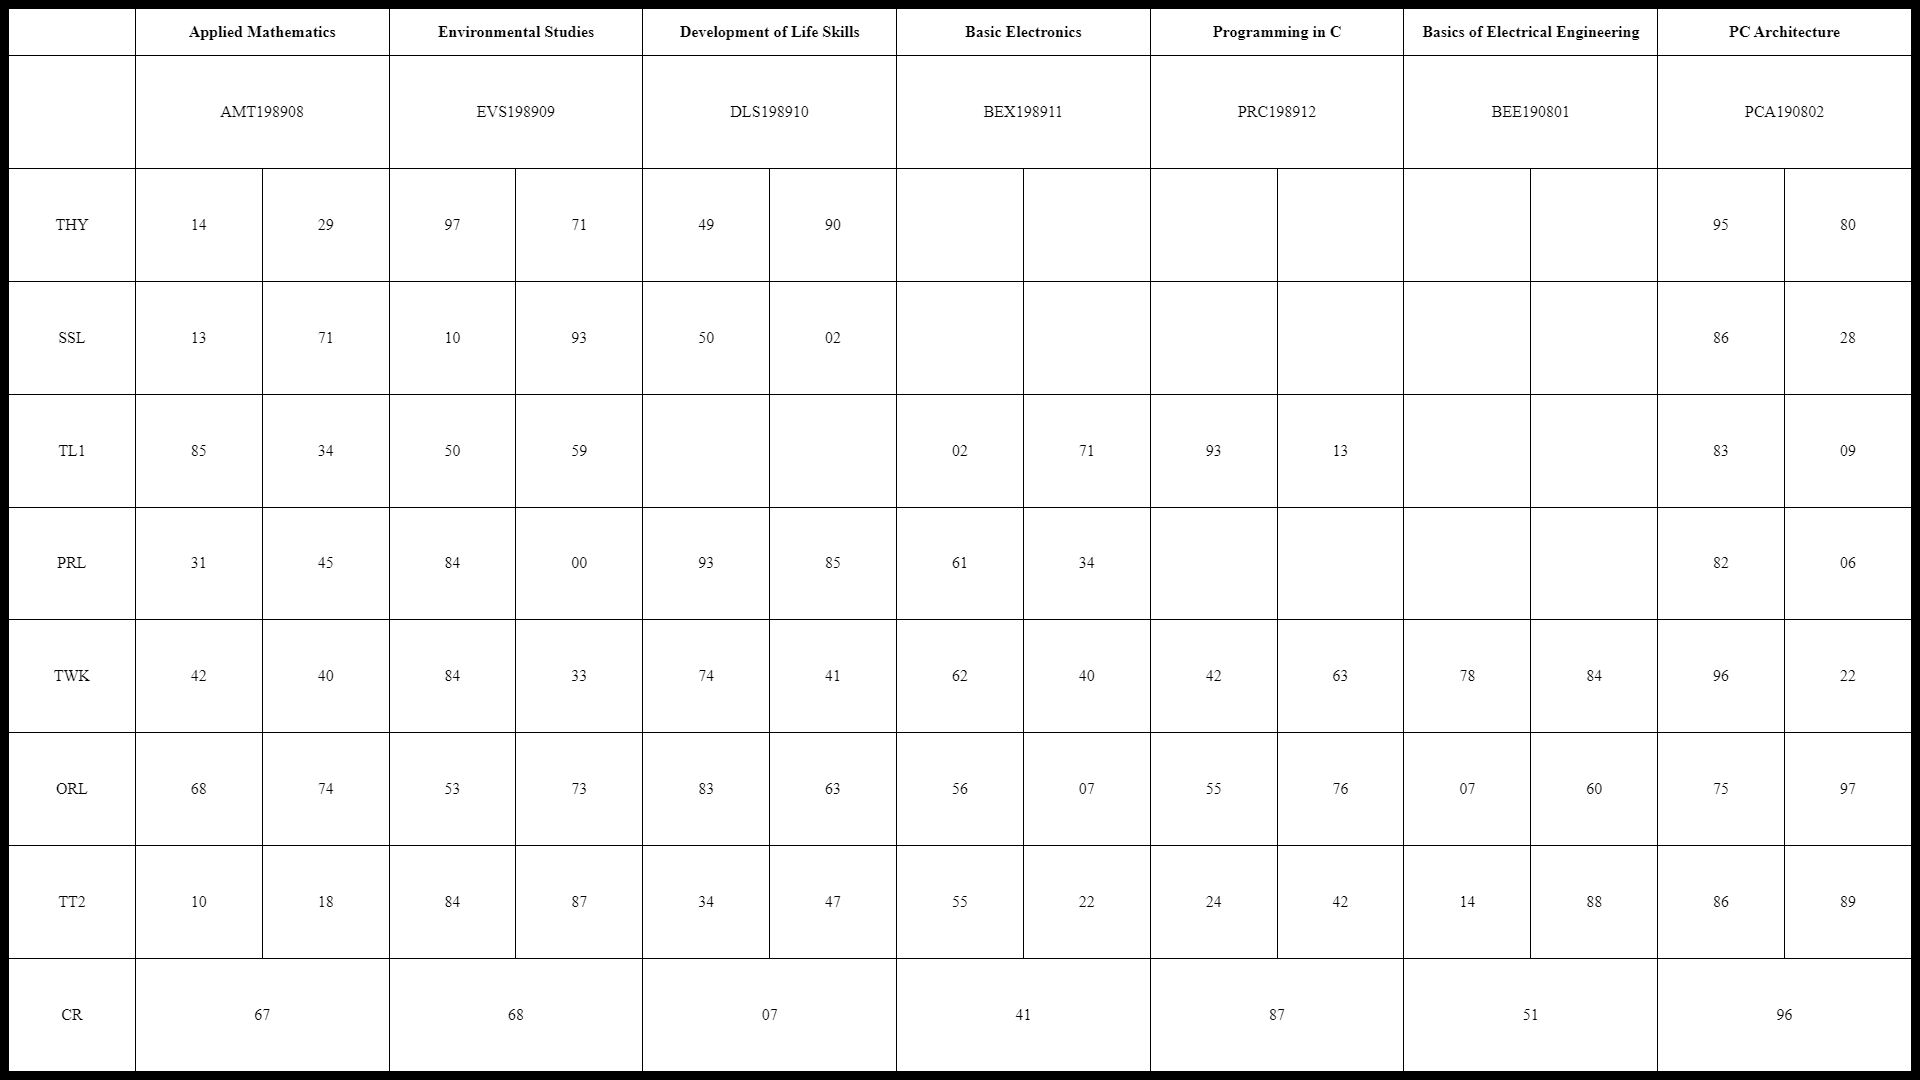 Applied Mathematics Environmental Studies Development of Life Skills Basic Electronics Programming in C Basics of Electrical Engineering PC Architecture
AMT198908 EVS198909 DLS198910 BEX198911 PRC198912 BEE190801 PCA190802
THY 14 29 97 71 49 90 95 80
SSL 13 71 10 93 50 02 86 28
TL1 85 34 50 59 02 71 93 13 83 09
PRL 31 45 84 00 93 85 61 34 82 06
TWK 42 40 84 33 74 41 62 40 42 63 78 84 96 22
ORL 68 74 53 73 83 63 56 07 55 76 07 60 75 97
TT2 10 18 84 87 34 47 55 22 24 42 14 88 86 89
CR 67 68 07 41 87 51 96